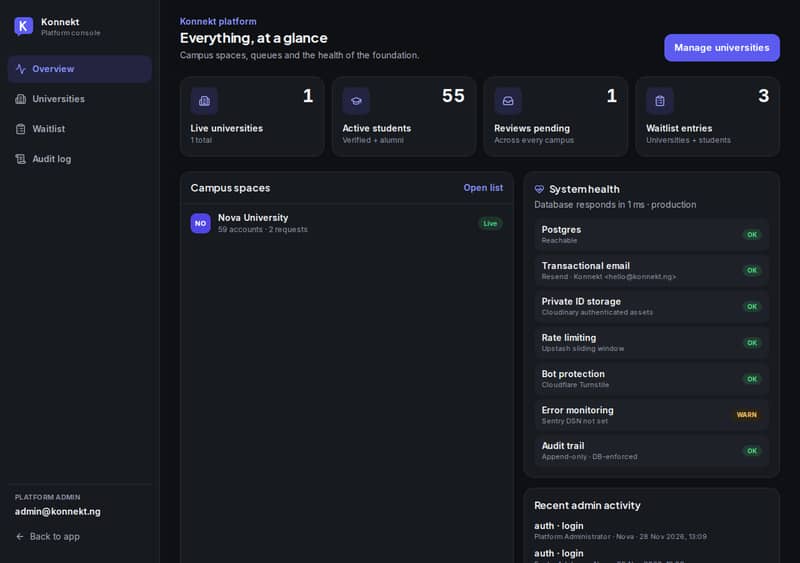 Konnekt
Platform console
Overview
Universities
Waitlist
Audit log
PLATFORM ADMIN
admin@konnekt.ng
Back to app
Konnekt platform
Everything, at a glance
Campus spaces, queues and the health of the foundation.
Manage universities
1
Live universities
1 total
55
Active students
Verified + alumni
1
Reviews pending
Across every campus
3
Waitlist entries
Universities + students
Campus spaces
Open list
NO
Nova University
59 accounts · 2 requests
Live
System health
Database responds in 1 ms · production
Postgres
Reachable
OK
Transactional email
Resend · Konnekt <hello@konnekt.ng>
OK
Private ID storage
Cloudinary authenticated assets
OK
Rate limiting
Upstash sliding window
OK
Bot protection
Cloudflare Turnstile
OK
Error monitoring
Sentry DSN not set
WARN
Audit trail
Append-only · DB-enforced
OK
Recent admin activity
auth · login
Platform Administrator · Nova · 28 Nov 2026, 13:09
auth · login